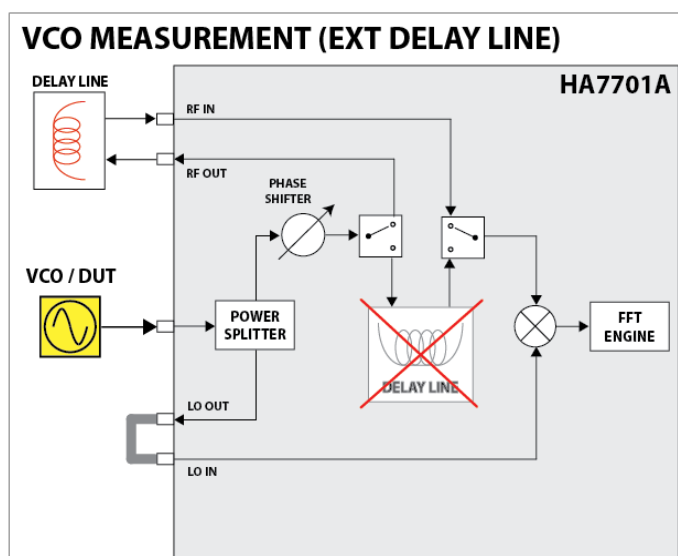 VCO MEASUREMENT (EXT DELAY LINE)
HA7701A
DELAY LINE
RF IN
RF OUT
PHASE
SHIFTER
VCO / DUT
POWER
SPLITTER
DELAY LINE
FFT
ENGINE
LO OUT
LO IN